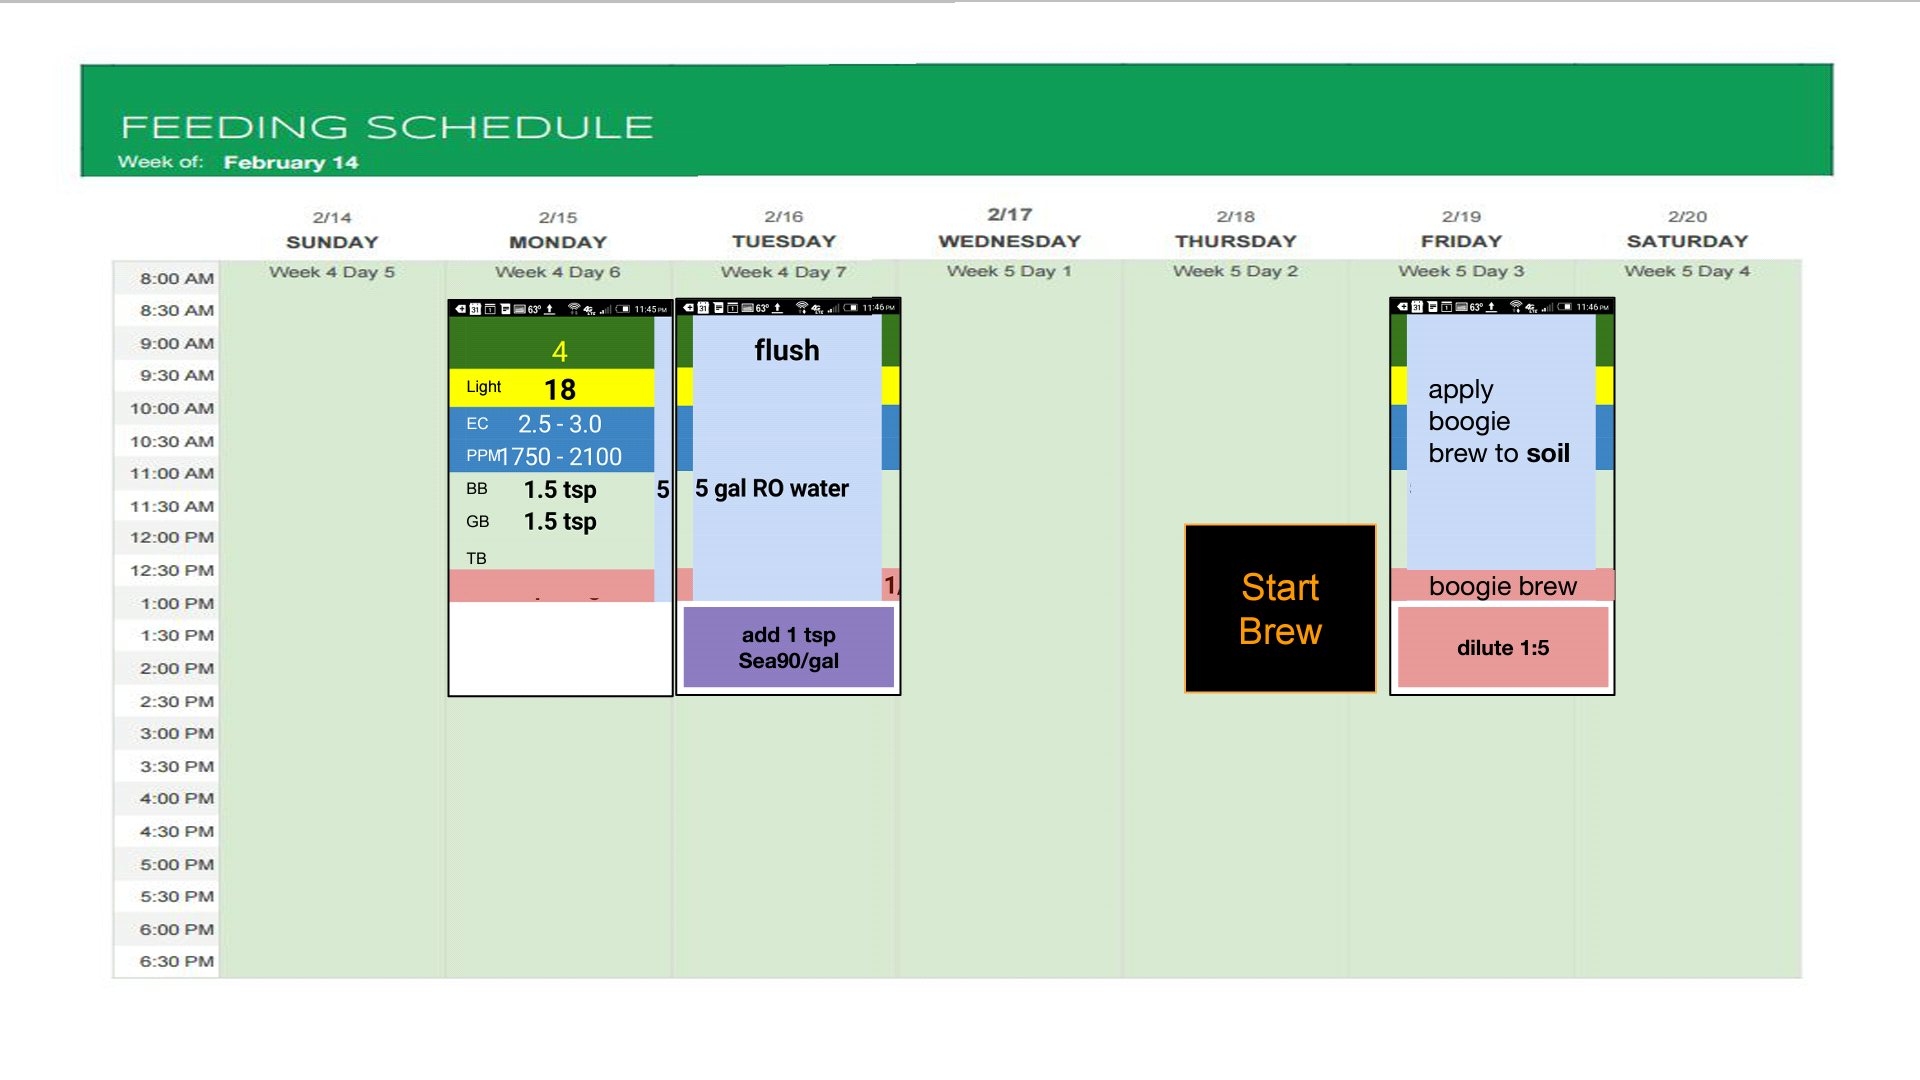 FEEDING SCHEDULE
Week of: February 14
2/14 2/15 2/16 2/17 2/18 2/19 2/20
SUNDAY MONDAY TUESDAY WEDNESDAY THURSDAY FRIDAY SATURDAY
Week 4 Day 5 Week 4 Day 6 Week 4 Day 7 Week 5 Day 1 Week 5 Day 2 Week 5 Day 3 Week 5 Day 4
8:00 AM
8:30 AM
9:00 AM
9:30 AM
10:00 AM
10:30 AM
11:00 AM
11:30 AM
12:00 PM
12:30 PM
1:00 PM
1:30 PM
2:00 PM
2:30 PM
3:00 PM
3:30 PM
4:00 PM
4:30 PM
5:00 PM
5:30 PM
6:00 PM
6:30 PM
31 63° 4G 11:45 PM
4
Light 18
EC 2.5 - 3.0
PPM 1750 - 2100
BB 1.5 tsp 5
GB 1.5 tsp
TB
31 63° 4G 11:46 PM
flush
5 gal RO water
1/
add 1 tsp
Sea90/gal
Start
Brew
31 63° 4G 11:46 PM
apply
boogie
brew to soil
boogie brew
dilute 1:5